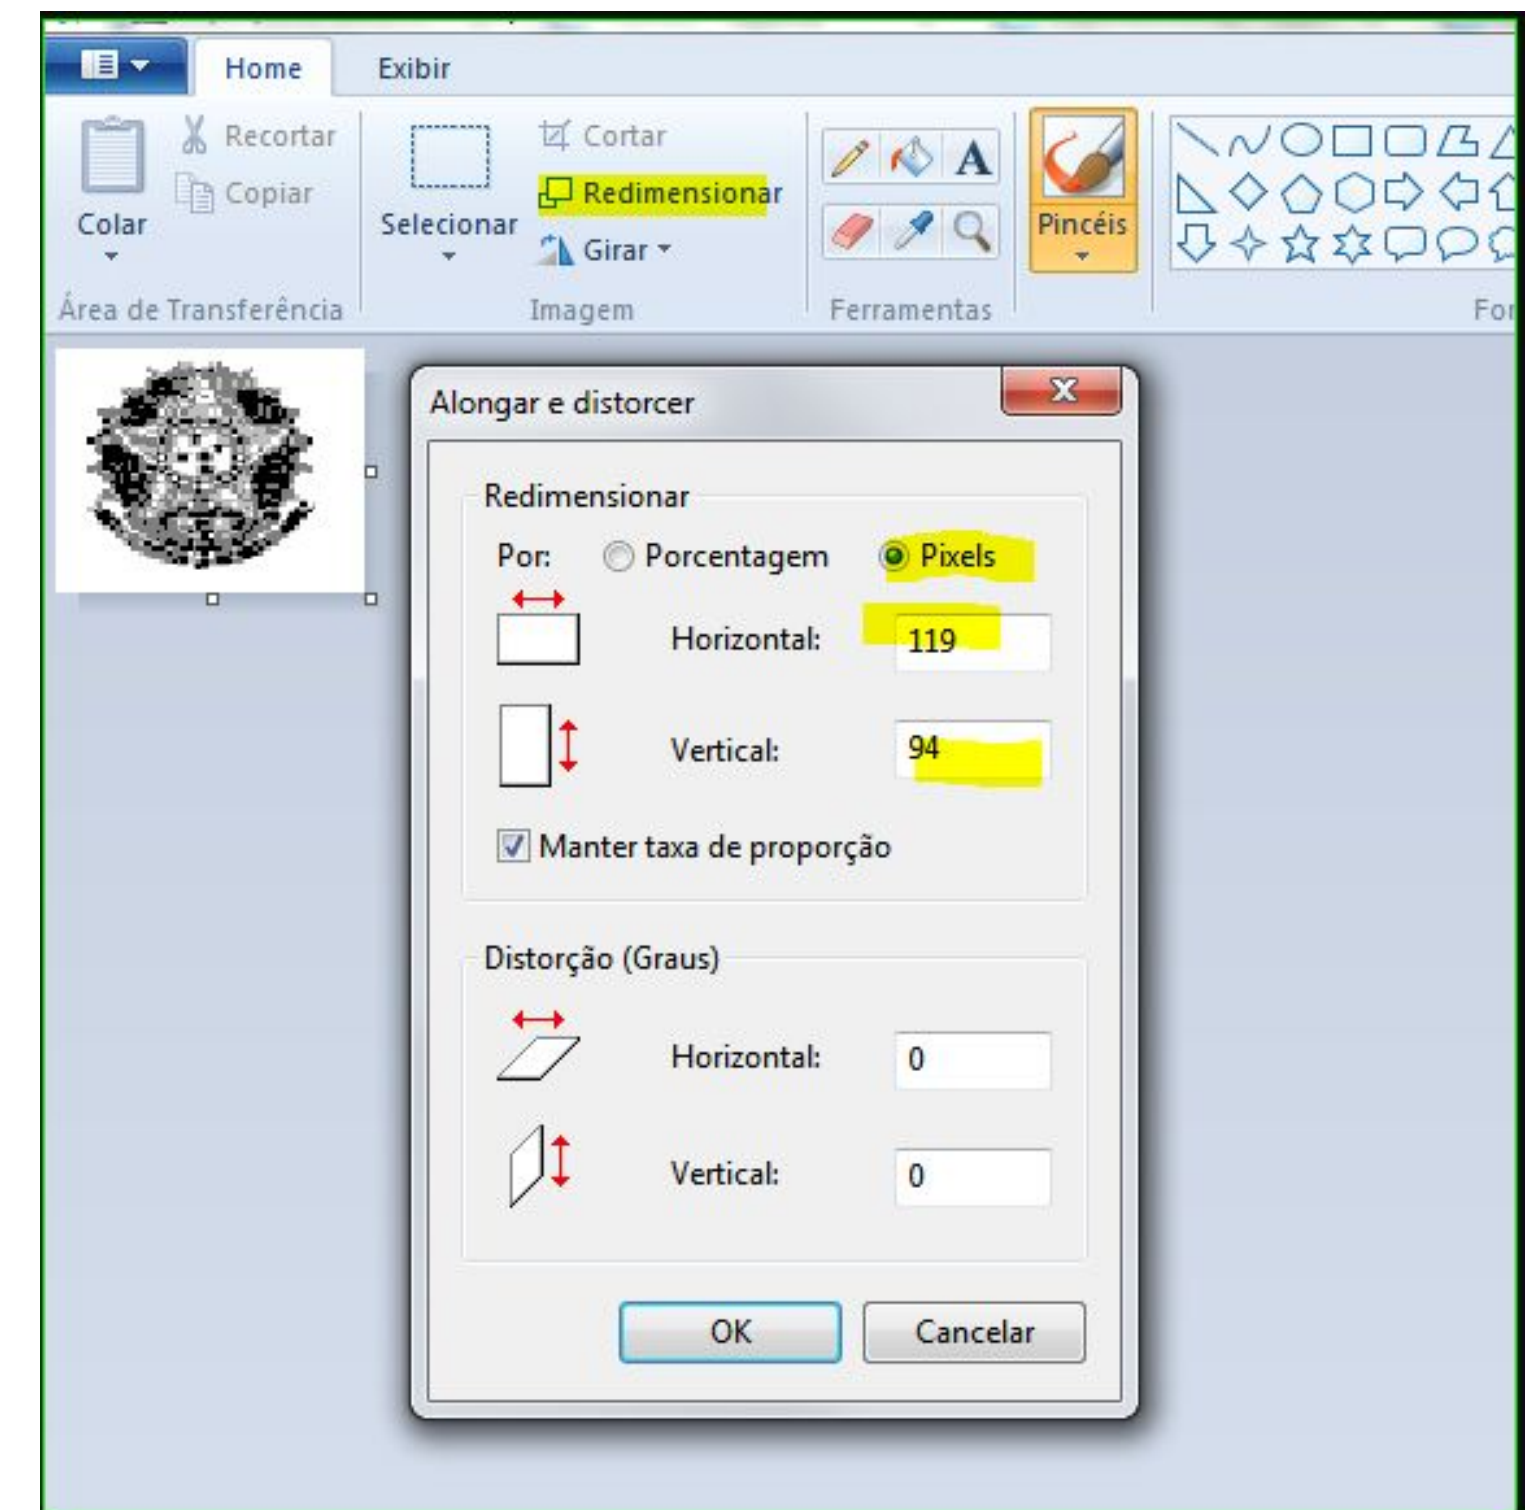 Home Exibir
Recortar
Copiar
Colar
Área de Transferência
Selecionar
Cortar
Redimensionar
Girar
Imagem
A
Ferramentas
Pincéis
For
Alongar e distorcer
Redimensionar
Por: Porcentagem Pixels
Horizontal: 119
Vertical: 94
Manter taxa de proporção
Distorção (Graus)
Horizontal: 0
Vertical: 0
OK Cancelar